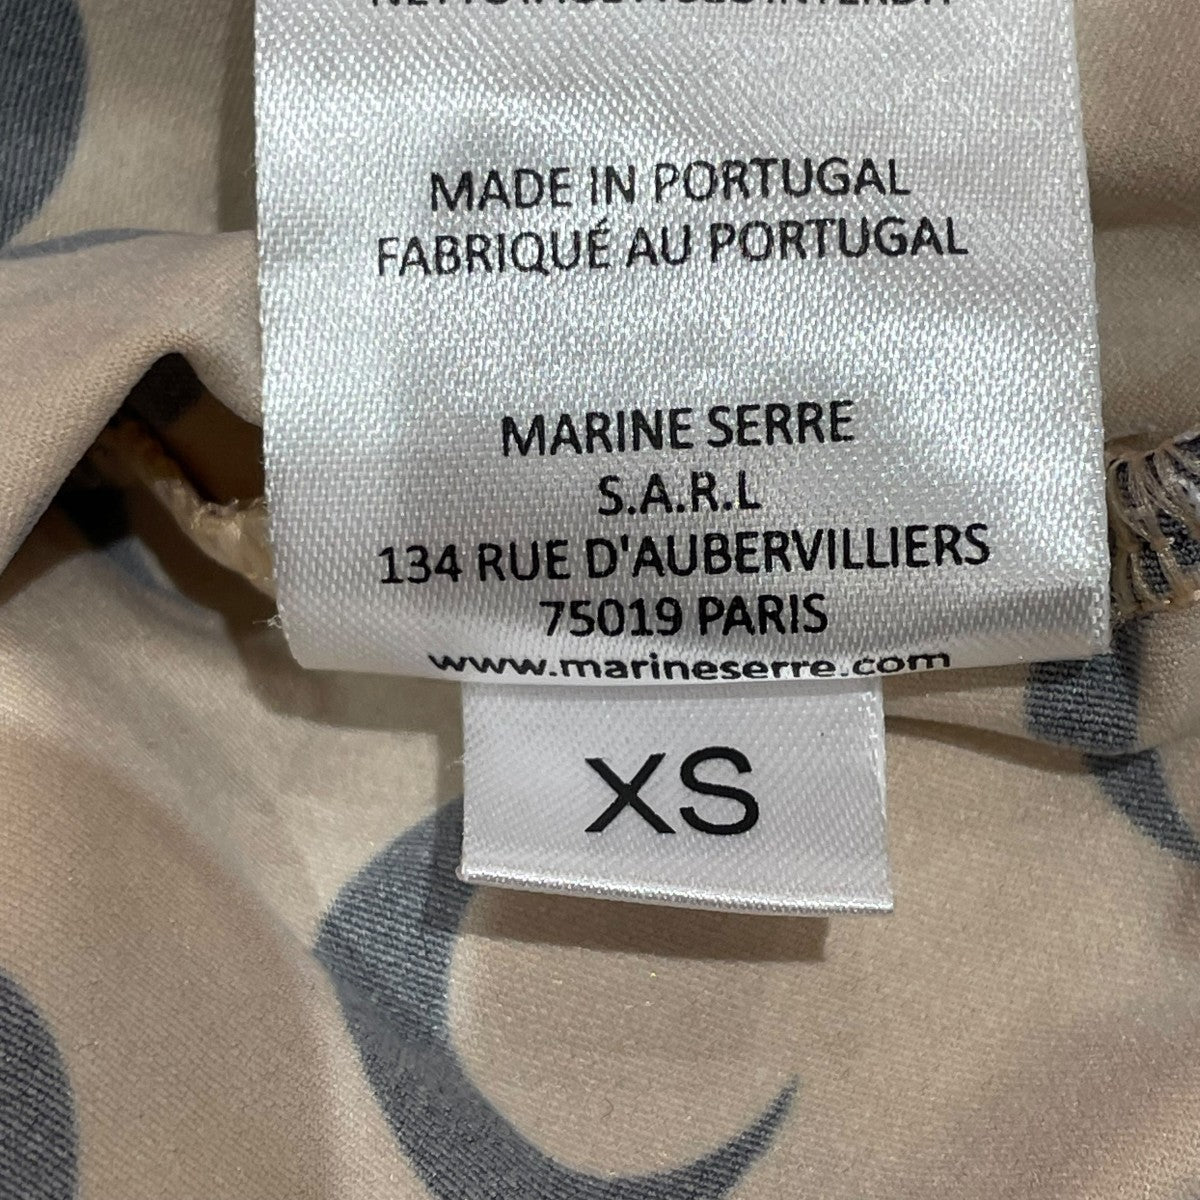 MADE IN PORTUGAL
FABRIQUÉ AU PORTUGAL
MARINE SERRE
S.A.R.L
134 RUE D'AUBERVILLIERS
75019 PARIS
www.marineserre.com
XS